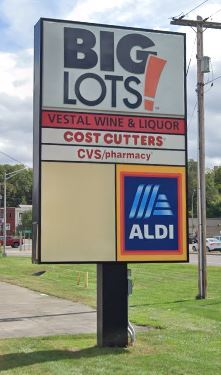 BIG
LOTS!
VESTAL WINE & LIQUOR
COST CUTTERS
CVS/pharmacy
ALDI